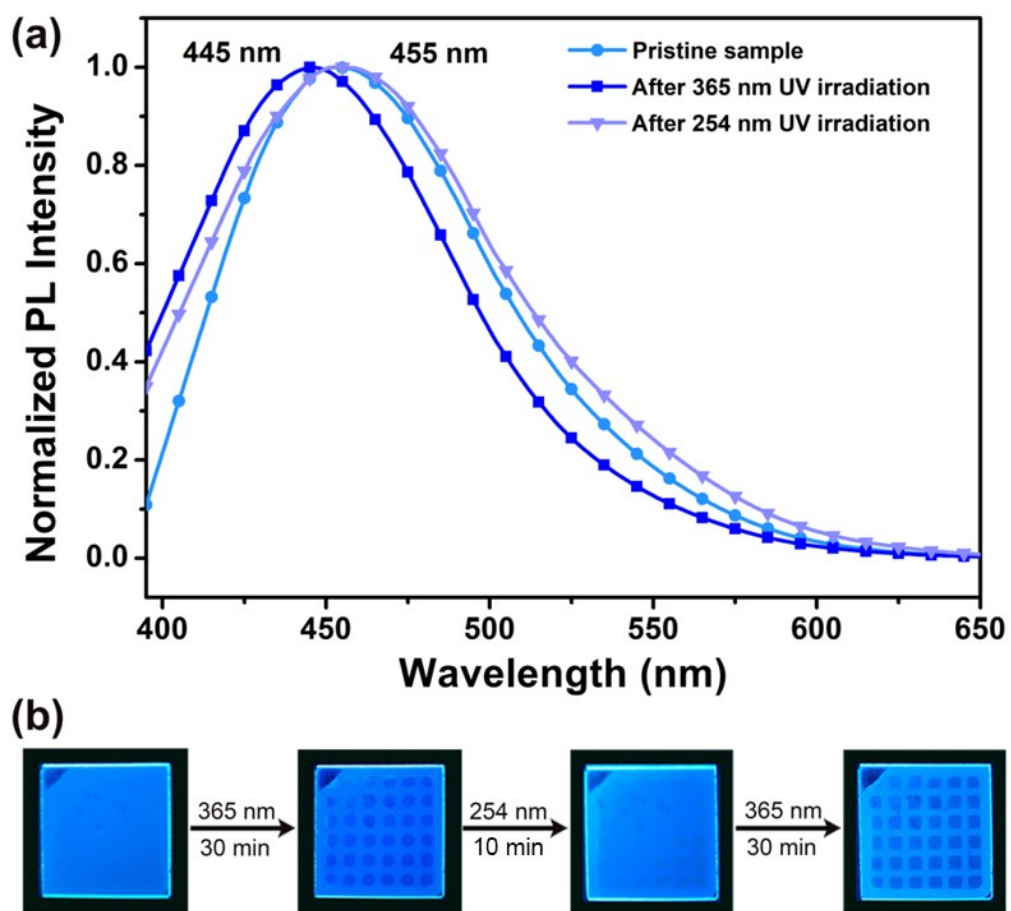 (a)
445 nm
455 nm
Pristine sample
After 365 nm UV irradiation
After 254 nm UV irradiation
Normalized PL Intensity
1.0
0.8
0.6
0.4
0.2
0.0
400
450
500
550
600
650
Wavelength (nm)
(b)
365 nm
30 min
254 nm
10 min
365 nm
30 min